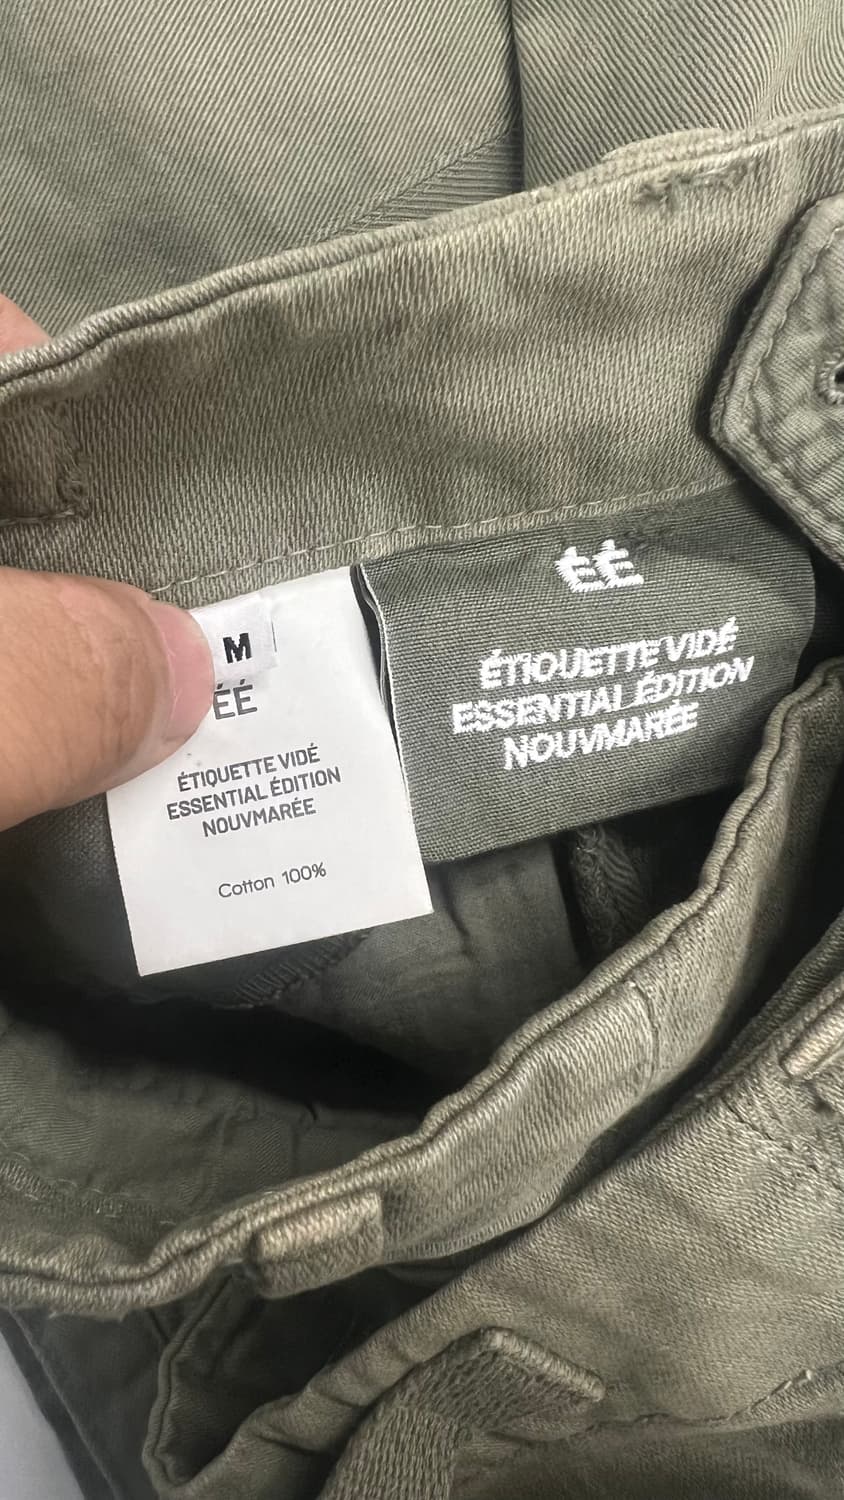 M
ÉÉ
ÉTIQUETTE VIDÉ
ESSENTIAL ÉDITION
NOUVMARÉE
Cotton 100%
ÉÉ
ÉTIQUETTE VIDÉ
ESSENTIAL ÉDITION
NOUVMARÉE